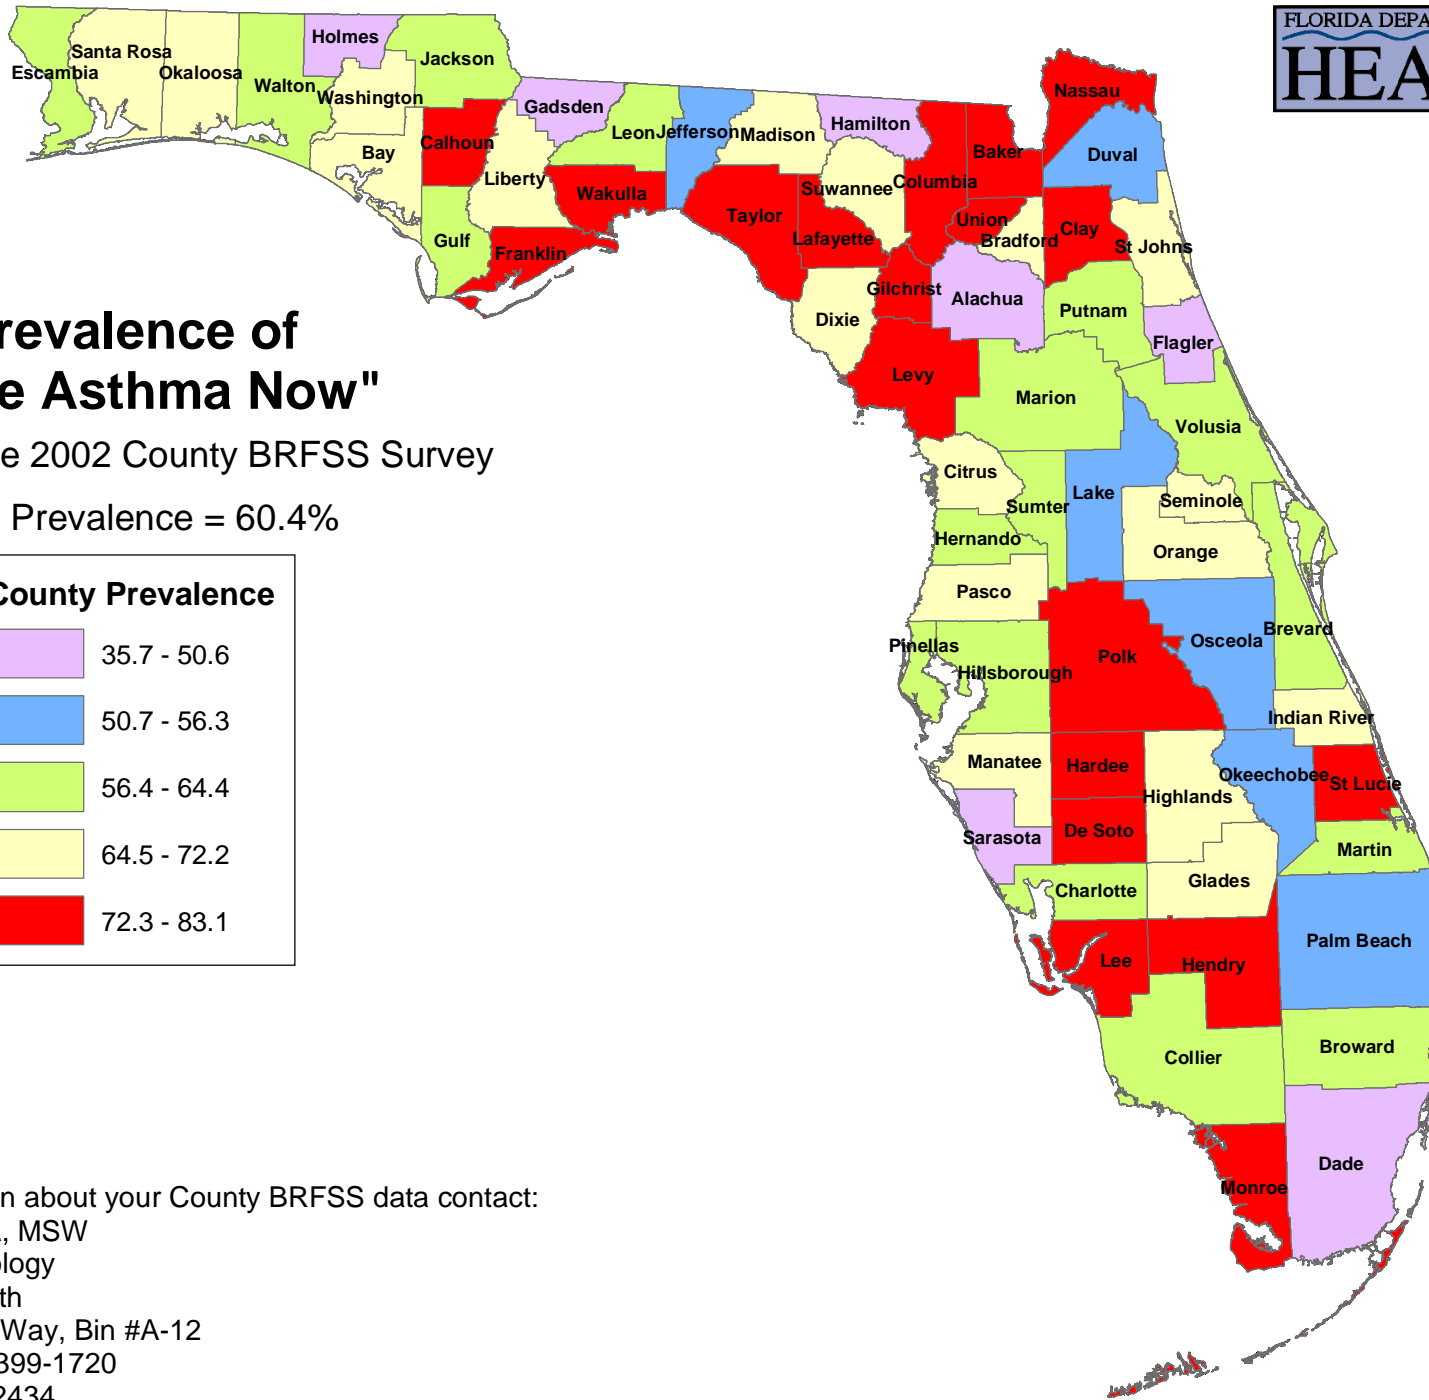 FLORIDA DEPA
HEA
Holmes
Santa Rosa
Jackson
Escambia
Okaloosa
Walton
Washington
Nassau
Gadsden
Hamilton
Leon
Jefferson
Madison
Calhoun
Bay
Baker
Duval
Liberty
Suwannee
Columbia
Wakulla
Taylor
Union
Clay
Gulf
Lafayette
Bradford
St Johns
Franklin
Gilchrist
Alachua
Putnam
Dixie
Flagler
revalence of
e Asthma Now"
e 2002 County BRFSS Survey
Prevalence = 60.4%
Levy
Marion
Volusia
Citrus
Lake
Seminole
Sumter
Hernando
Orange
Pasco
Brevard
Pinellas
Osceola
Polk
Hillsborough
Indian River
Manatee
Hardee
Okeechobee
St Lucie
Highlands
De Soto
Sarasota
Martin
Glades
Charlotte
Palm Beach
Lee
Hendry
Broward
Collier
Dade
Monroe
County Prevalence
35.7 - 50.6
50.7 - 56.3
56.4 - 64.4
64.5 - 72.2
72.3 - 83.1
n about your County BRFSS data contact:
, MSW
ology
th
Way, Bin #A-12
399-1720
2434